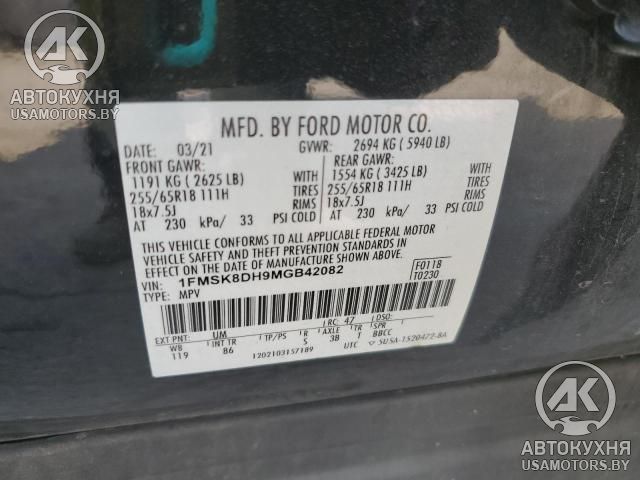 АК
АВТОКУХНЯ
USAMOTORS.BY
MFD. BY FORD MOTOR CO.
03/21 GVWR: 2694 KG (5940 LB)
FRONT GAWR: REAR GAWR:
1191 KG (2625 LB) 1554 KG (3425 LB)
255/65R18 111H TIRES 255/65R18 111H TIRES
18x7.5J RIMS 18x7.5J RIMS
AT 230 kPa/ 33 PSI COLD AT 230 kPa/ 33 PSI COLD
THIS VEHICLE CONFORMS TO ALL APPLICABLE FEDERAL MOTOR
VEHICLE SAFETY AND THEFT PREVENTION STANDARDS IN
EFFECT ON THE DATE OF MANUFACTURE SHOWN ABOVE.
VIN: 1FMSK8DH9MGB42082 F0118
TYPE: MPV T0230
EXT PNT: UM RC: 47 DSO:
WB INT TR TP/PS R AXLE TR SPR
119 86 S 3B T BBCC
1202103157189 UTC 5USA-1520472-BA
АК
АВТОКУХНЯ
USAMOTORS.BY